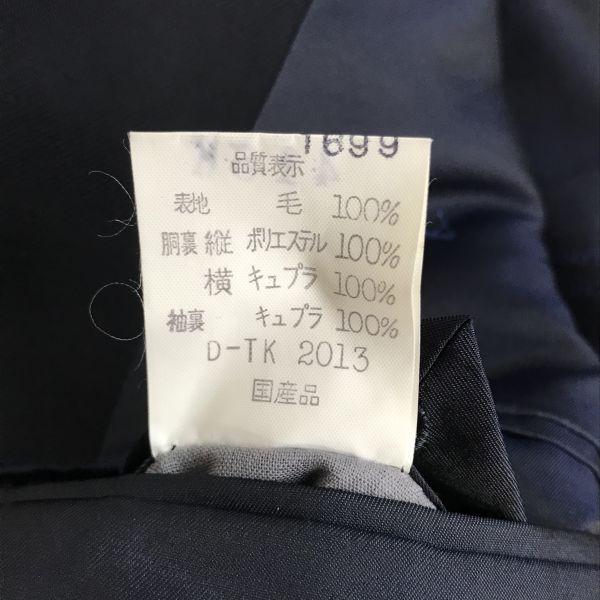 1699
品質表示
表地 毛 100%
胴裏 縦 ポリエステル 100%
横 キュプラ 100%
袖裏 キュプラ 100%
D-TK 2013
国産品